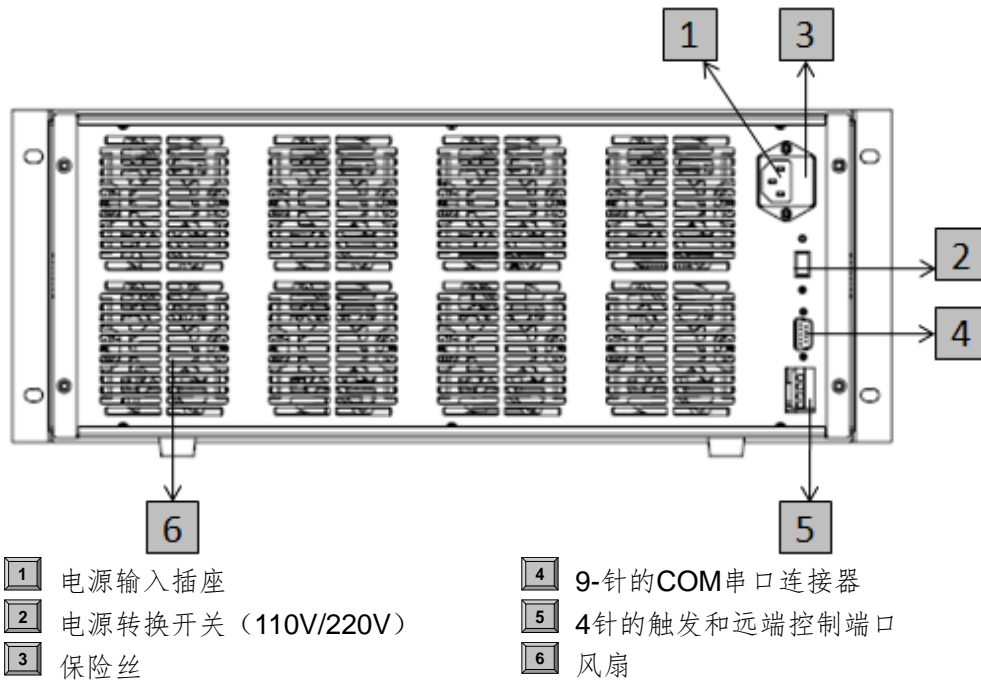 1 3
2
4
6 5
1 电源输入插座
2 电源转换开关（110V/220V）
3 保险丝
4 9-针的COM串口连接器
5 4针的触发和远端控制端口
6 风扇